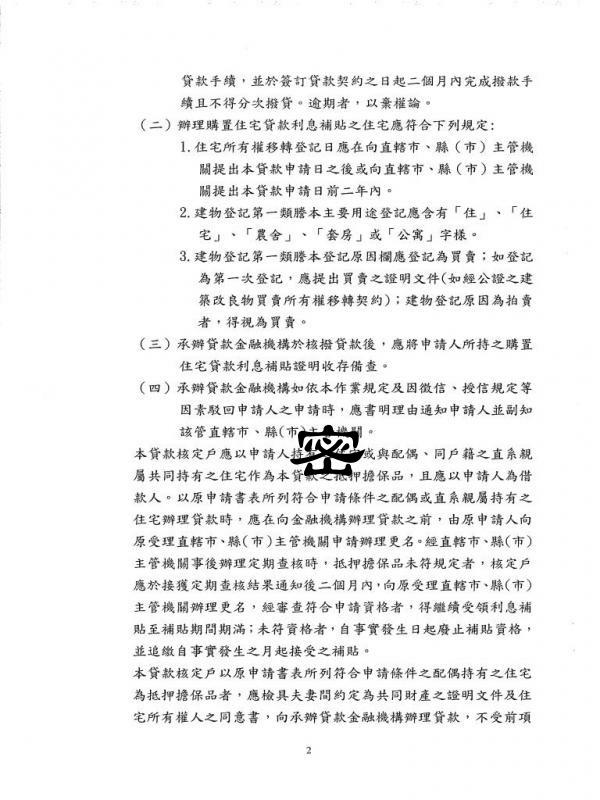 貸款手續，並於簽訂貸款契約之日起二個月內完成撥款手
續且不得分次撥貸。逾期者，以棄權論。
（二）辦理購置住宅貸款利息補貼之住宅應符合下列規定:
1.住宅所有權移轉登記日應在向直轄市、縣（市）主管機
關提出本貸款申請日之後或向直轄市、縣（市）主管機
關提出本貸款申請日前二年內。
2.建物登記第一類謄本主要用途登記應含有「住」、「住
宅」、「農舍」、「套房」或「公寓」字樣。
3.建物登記第一類謄本登記原因欄應登記為買賣；如登記
為第一次登記，應提出買賣之證明文件(如經公證之建
築改良物買賣所有權移轉契約)；建物登記原因為拍賣
者，得視為買賣。
（三）承辦貸款金融機構於核撥貸款後，應將申請人所持之購置
住宅貸款利息補貼證明收存備查。
（四）承辦貸款金融機構如依本作業規定及因徵信、授信規定等
因素駁回申請人之申請時，應書明理由通知申請人並副知
該管直轄市、縣(市)主管機關。
密
本貸款核定戶應以申請人持有之住宅或與配偶、同戶籍之直系親
屬共同持有之住宅作為本貸款之抵押擔保品，且應以申請人為借
款人。以原申請書表所列符合申請條件之配偶或直系親屬持有之
住宅辦理貸款時，應在向金融機構辦理貸款之前，由原申請人向
原受理直轄市、縣(市)主管機關申請辦理更名。經直轄市、縣(市)
主管機關事後辦理定期查核時，抵押擔保品未符規定者，核定戶
應於接獲定期查核結果通知後二個月內，向原受理直轄市、縣(市)
主管機關辦理更名，經審查符合申請資格者，得繼續受領利息補
貼至補貼期間期滿；未符資格者，自事實發生日起廢止補貼資格，
並追繳自事實發生之月起接受之補貼。
本貸款核定戶以原申請書表所列符合申請條件之配偶持有之住宅
為抵押擔保品者，應檢具夫妻間約定為共同財產之證明文件及住
宅所有權人之同意書，向承辦貸款金融機構辦理貸款，不受前項
2